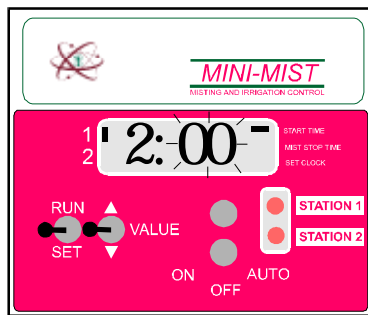 MINI-MIST
MISTING AND IRRIGATION CONTROL
1
2
2:00
START TIME
MIST STOP TIME
SET CLOCK
RUN
SET
VALUE
ON
OFF
AUTO
STATION 1
STATION 2